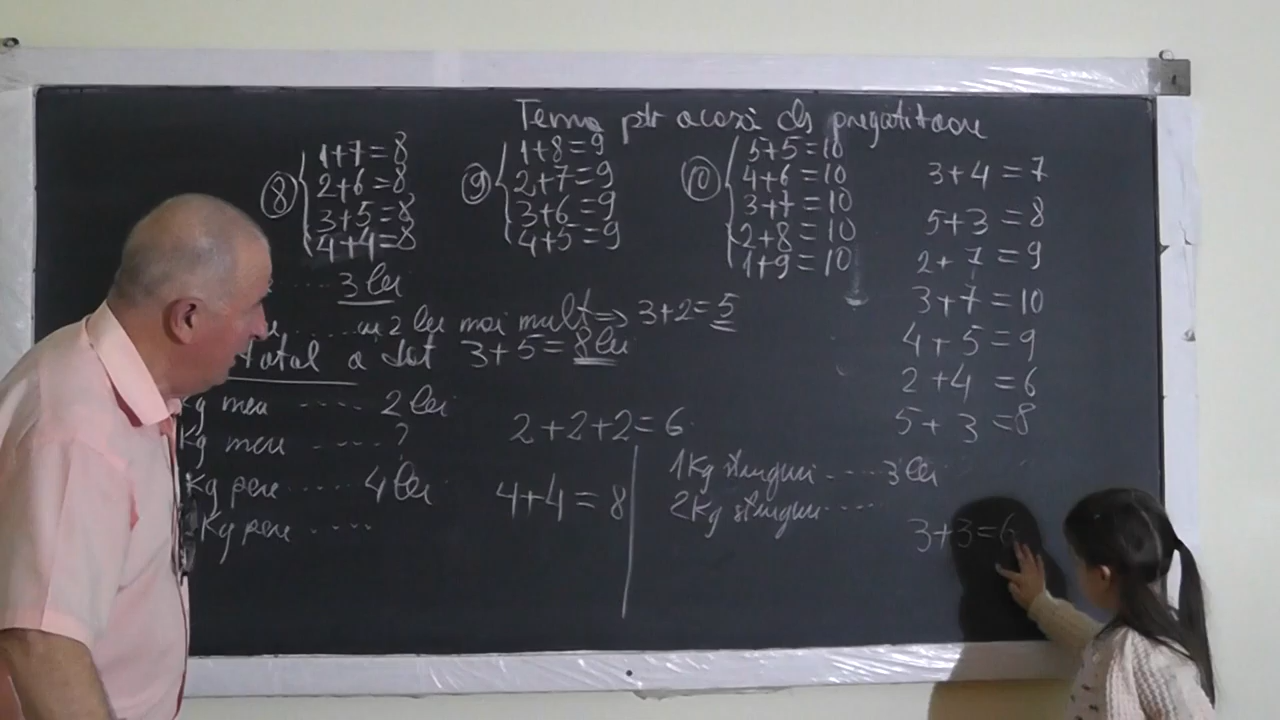 Tema ptr acasă cls pregătitoare
8
1+7=8
2+6=8
3+5=8
4+4=8
9
1+8=9
2+7=9
3+6=9
4+5=9
10
5+5=10
4+6=10
3+7=10
2+8=10
1+9=10
3+4=7
5+3=8
2+7=9
3+7=10
4+5=9
2+4=6
5+3=8
..... 3 lei
..... cu 2 lei mai mult => 3+2=5
total a dat 3+5=8 lei
Kg mere ..... 2 lei
Kg mere ..... ?
Kg pere ..... 4 lei
Kg pere ....
2+2+2=6
4+4=8
1Kg struguri ..... 3 lei
2Kg struguri ....
3+3=6